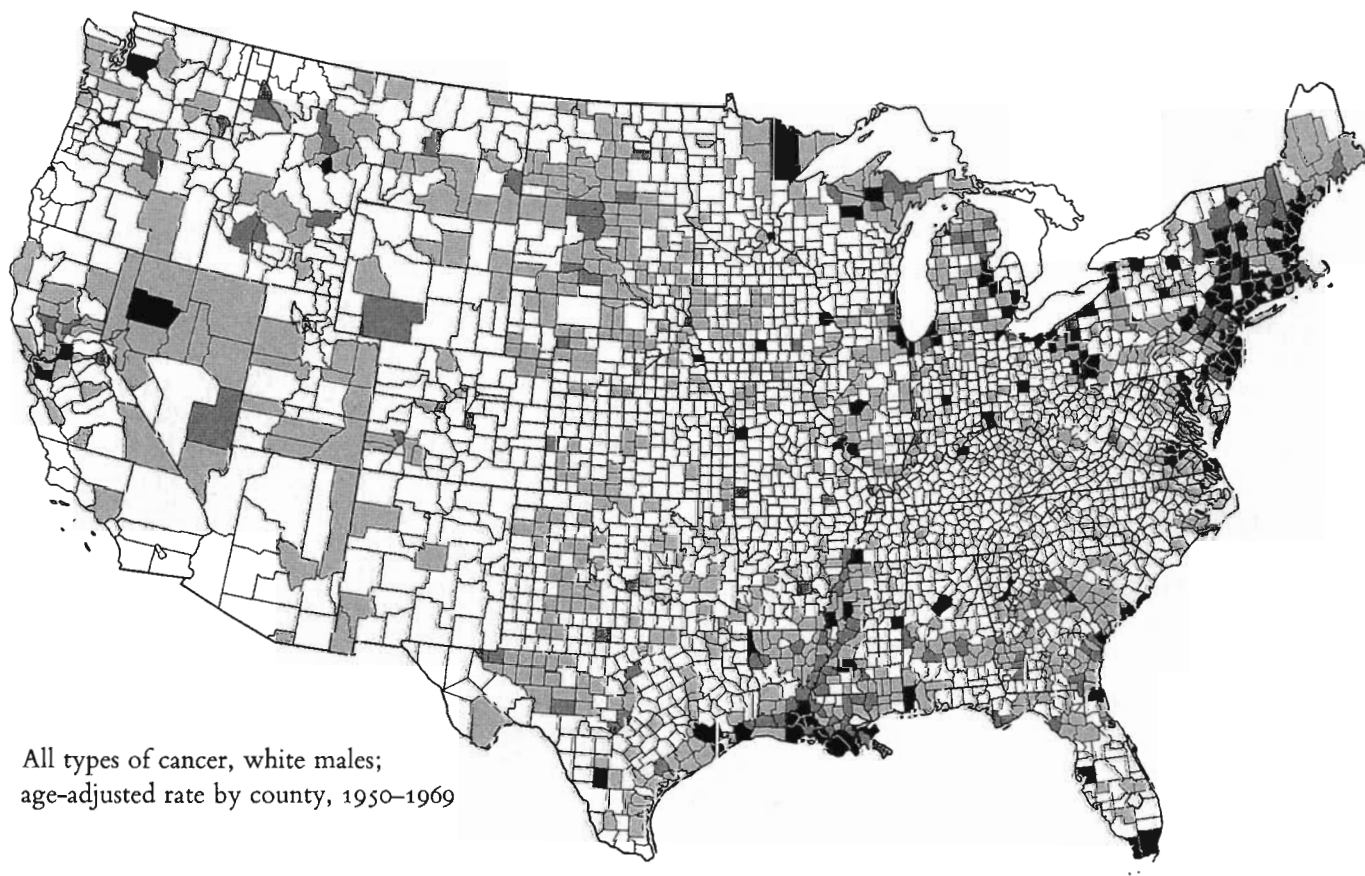 All types of cancer, white males;
age-adjusted rate by county, 1950–1969